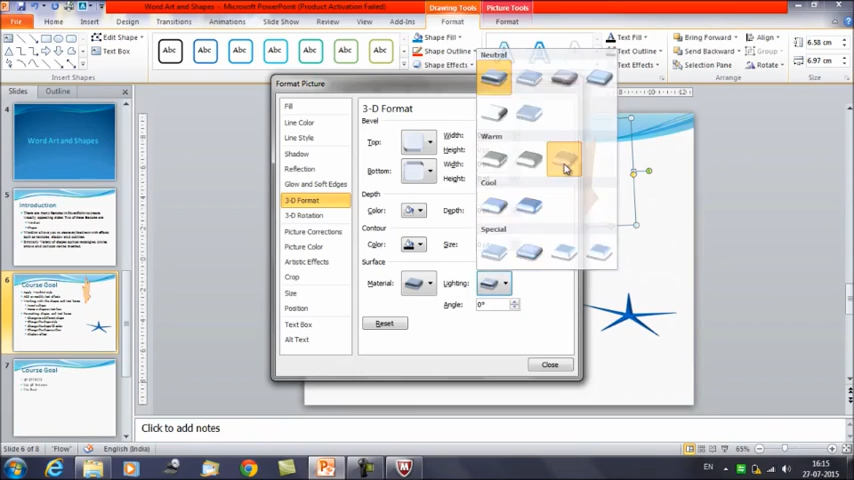 Word Art and Shapes - Microsoft PowerPoint (Product Activation Failed)
Drawing Tools
Picture Tools
File
Home
Insert
Design
Transitions
Animations
Slide Show
Review
View
Add-Ins
Format
Format
Edit Shape
Text Box
Insert Shapes
Abc
Abc
Abc
Abc
Abc
Abc
Shape Fill
Shape Outline
Shape Effects
Text Fill
Text Outline
Text Effects
Bring Forward
Send Backward
Selection Pane
Arrange
6.58 cm
6.97 cm
Size
Slides
Outline
4
Word Art and Shapes
5
Introduction
6
Course Goal
7
Course Goal
Format Picture
Fill
Line Color
Line Style
Shadow
Reflection
Glow and Soft Edges
3-D Format
3-D Rotation
Picture Corrections
Picture Color
Artistic Effects
Crop
Size
Position
Text Box
Alt Text
3-D Format
Bevel
Top:
Width:
Height:
Bottom:
Width:
Height:
Depth
Color:
Depth:
Contour
Color:
Size:
Surface
Material:
Lighting:
Angle:
0°
Reset
Close
Neutral
Warm
Cool
Special
Click to add notes
Slide 6 of 8
"Flow"
English (India)
65%
EN
16:15
27-07-2015